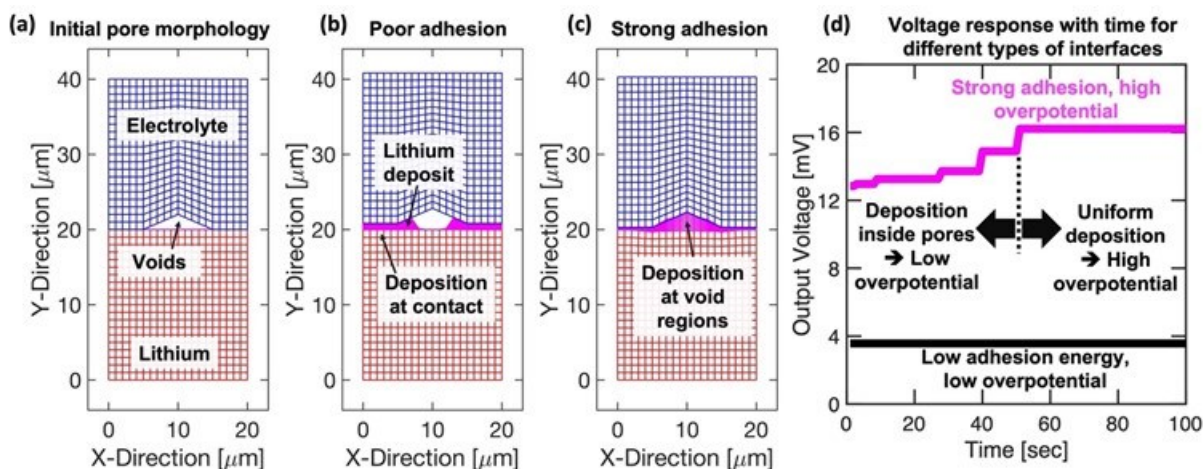 (a) Initial pore morphology
Y-Direction [μm]
40
30
20
10
0
Electrolyte
Voids
Lithium
0 10 20
X-Direction [μm]
(b) Poor adhesion
Y-Direction [μm]
40
30
20
10
0
Lithium
deposit
Deposition
at contact
0 10 20
X-Direction [μm]
(c) Strong adhesion
Y-Direction [μm]
40
30
20
10
0
Deposition
at void
regions
0 10 20
X-Direction [μm]
(d) Voltage response with time for
different types of interfaces
Output Voltage [mV]
20
16
12
8
4
0
Strong adhesion, high
overpotential
Deposition
inside pores
➔ Low
overpotential
Uniform
deposition
➔ High
overpotential
Low adhesion energy,
low overpotential
0 20 40 60 80 100
Time [sec]